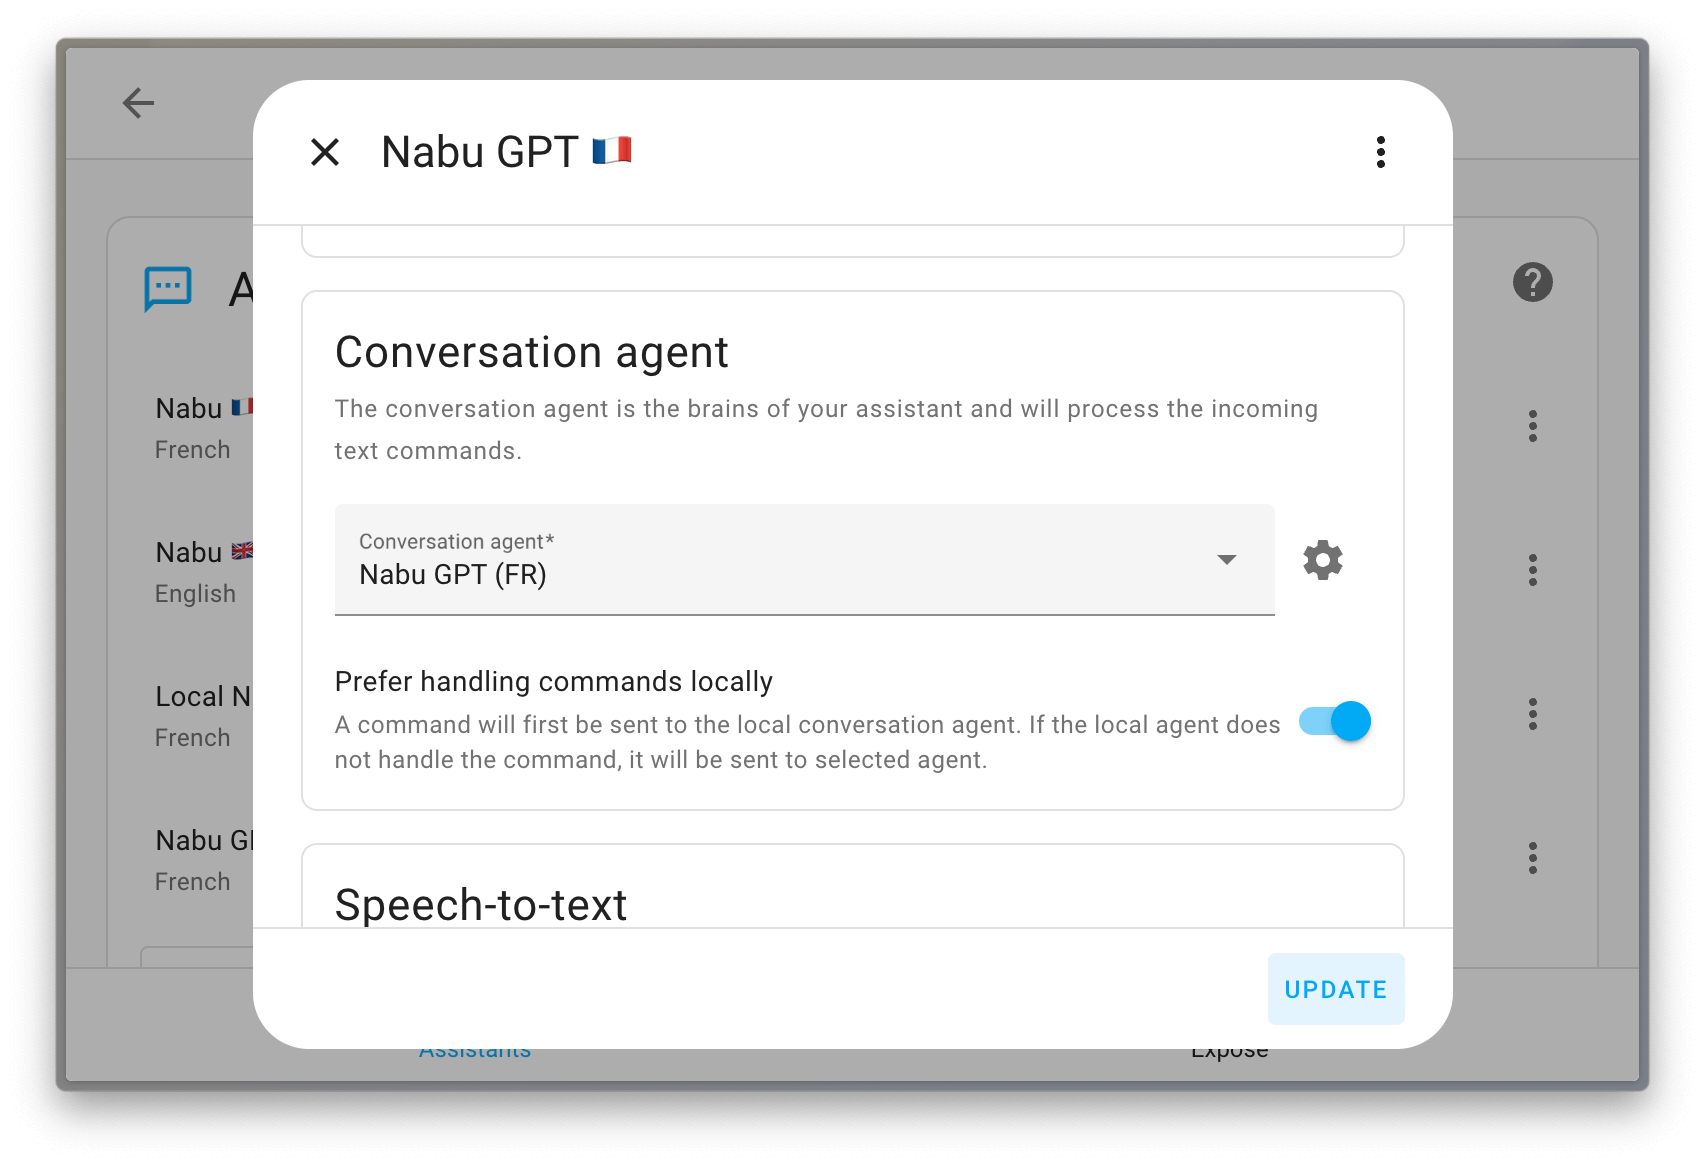 Nabu GPT 🇫🇷
A
Nabu 🇫🇷
French
Nabu 🇬🇧
English
Local N
French
Nabu G
French
Conversation agent
The conversation agent is the brains of your assistant and will process the incoming
text commands.
Conversation agent*
Nabu GPT (FR)
Prefer handling commands locally
A command will first be sent to the local conversation agent. If the local agent does
not handle the command, it will be sent to selected agent.
Speech-to-text
UPDATE
Assistants
Expose